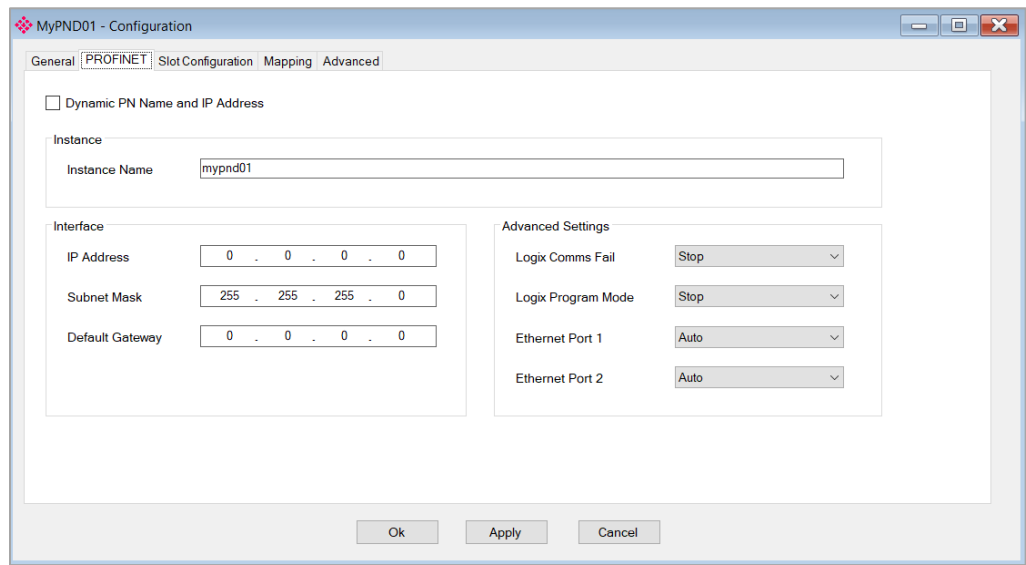 MyPND01 - Configuration
General PROFINET Slot Configuration Mapping Advanced
Dynamic PN Name and IP Address
Instance
Instance Name mypnd01
Interface
IP Address 0 . 0 . 0 . 0
Subnet Mask 255 . 255 . 255 . 0
Default Gateway 0 . 0 . 0 . 0
Advanced Settings
Logix Comms Fail Stop
Logix Program Mode Stop
Ethernet Port 1 Auto
Ethernet Port 2 Auto
Ok Apply Cancel